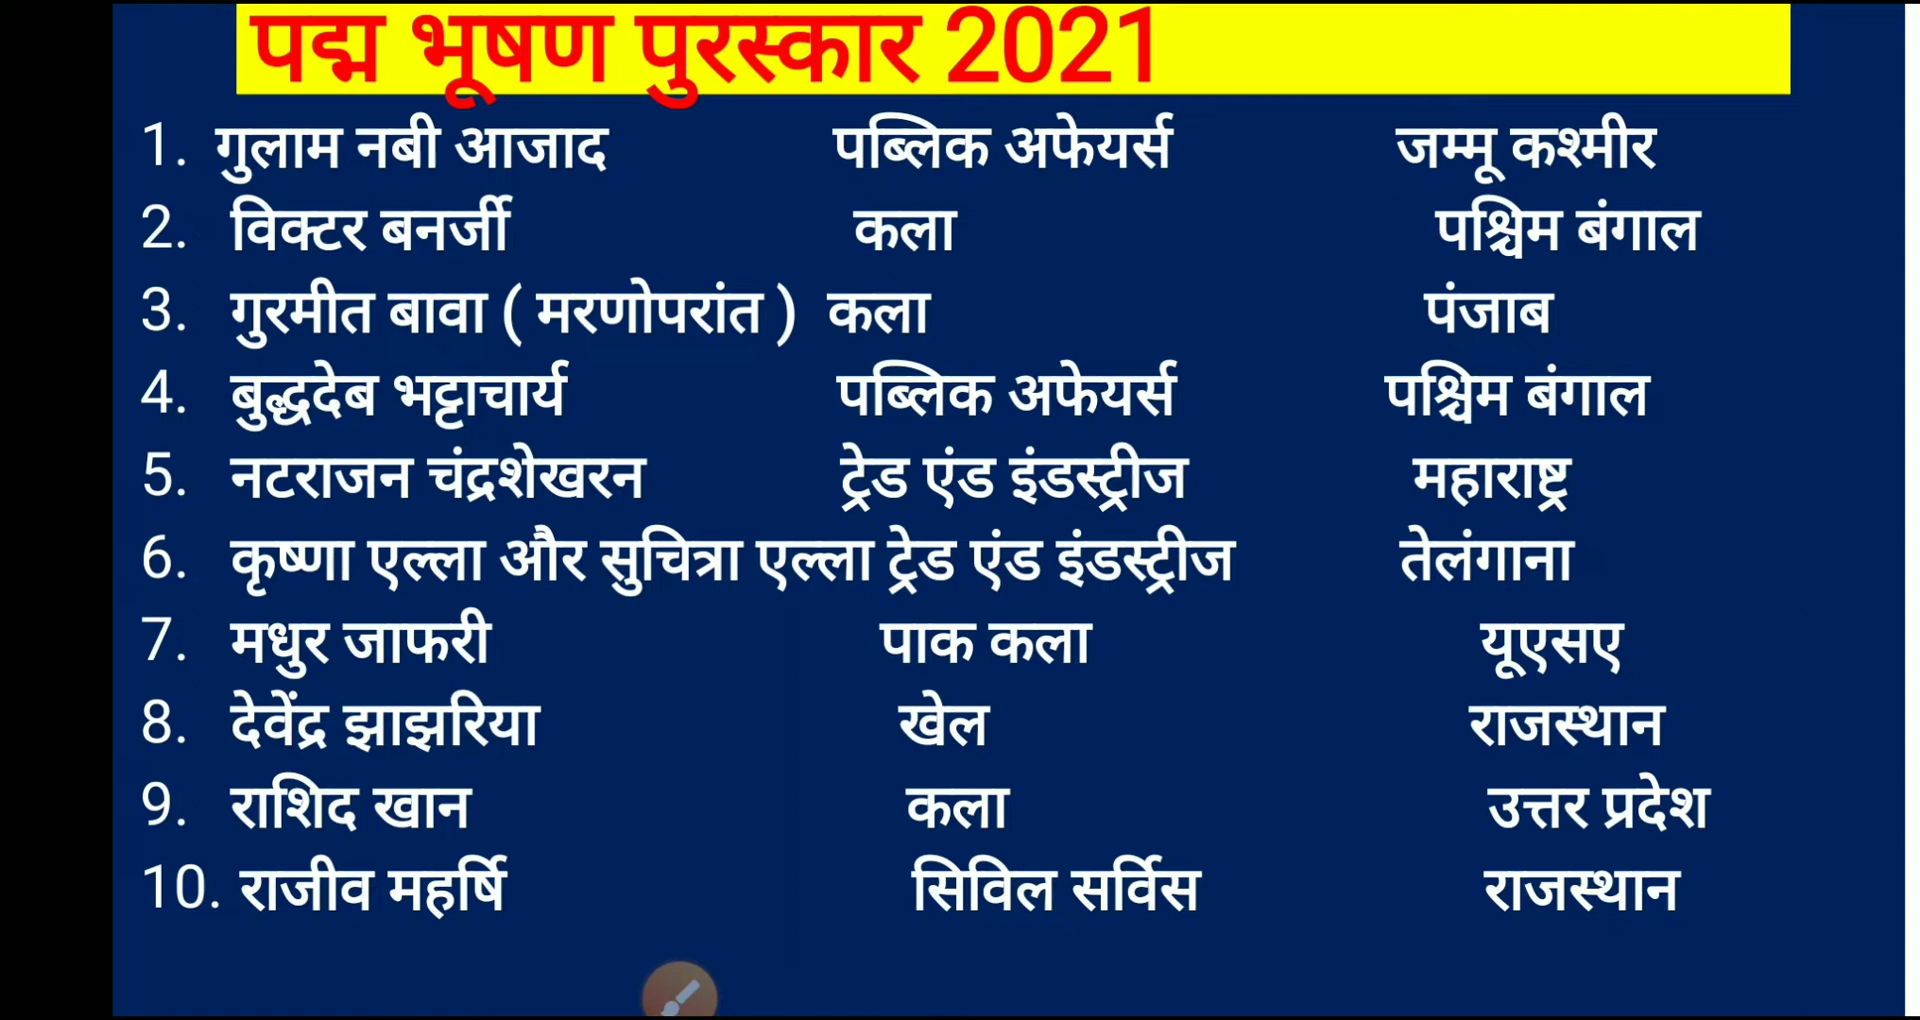 पद्म भूषण पुरस्कार 2021
1. गुलाम नबी आजाद पब्लिक अफेयर्स जम्मू कश्मीर
2. विक्टर बनर्जी कला पश्चिम बंगाल
3. गुरमीत बावा ( मरणोपरांत ) कला पंजाब
4. बुद्धदेब भट्टाचार्य पब्लिक अफेयर्स पश्चिम बंगाल
5. नटराजन चंद्रशेखरन ट्रेड एंड इंडस्ट्रीज महाराष्ट्र
6. कृष्णा एल्ला और सुचित्रा एल्ला ट्रेड एंड इंडस्ट्रीज तेलंगाना
7. मधुर जाफरी पाक कला यूएसए
8. देवेंद्र झाझरिया खेल राजस्थान
9. राशिद खान कला उत्तर प्रदेश
10. राजीव महर्षि सिविल सर्विस राजस्थान